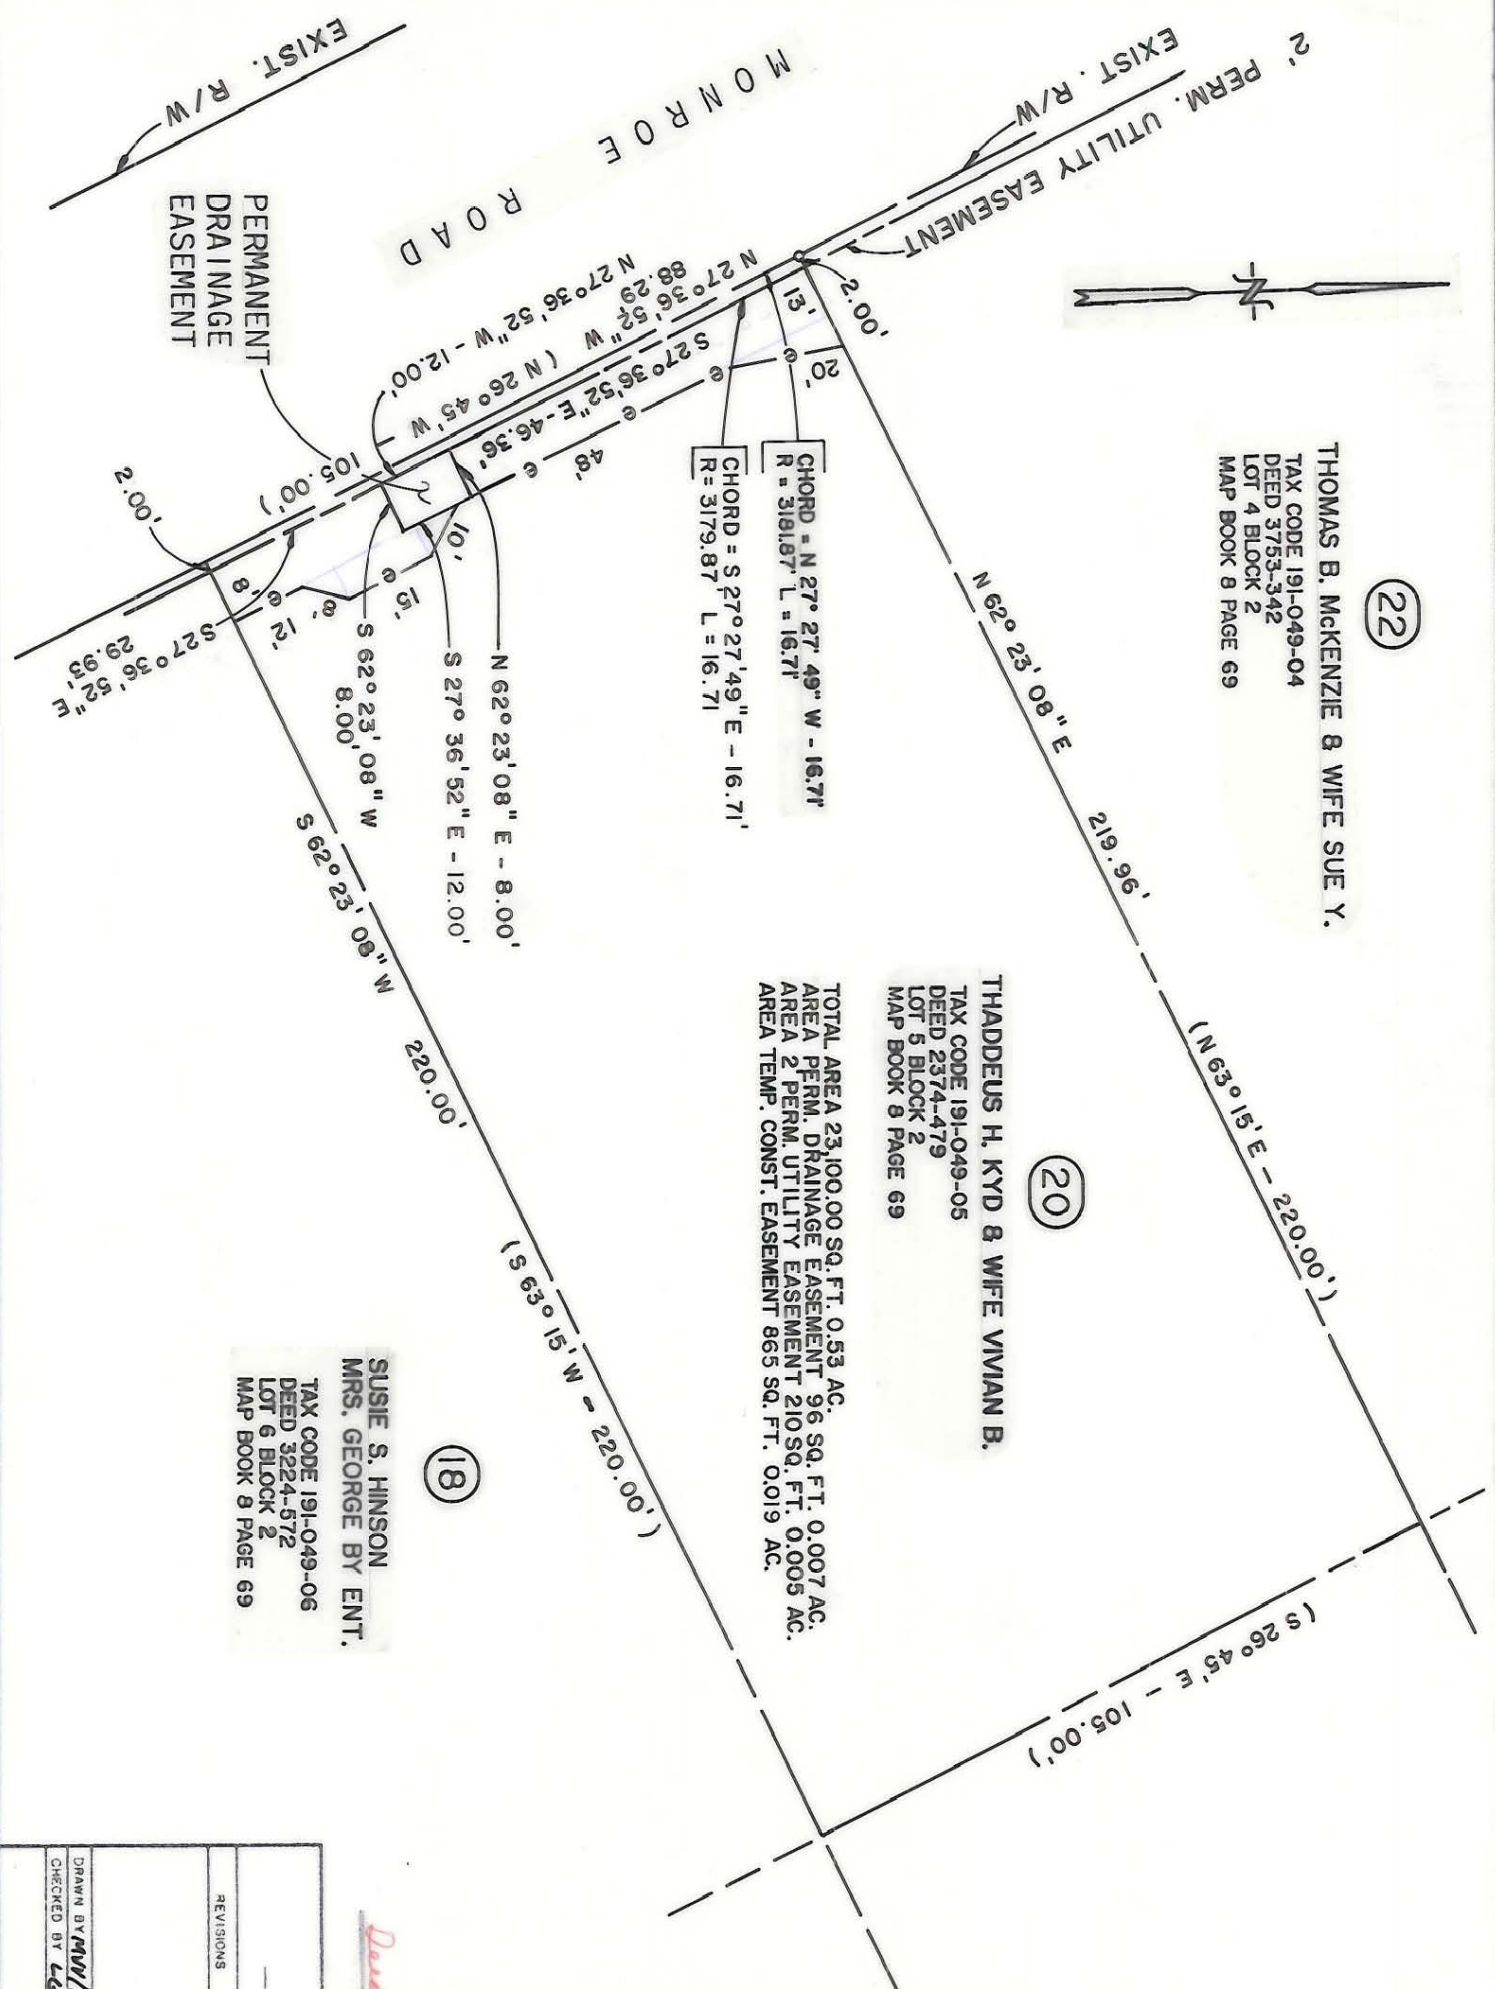 EXIST. R/W
MONROE
ROAD
EXIST. R/W
2' PERM. UTILITY EASEMENT
PERMANENT
DRAINAGE
EASEMENT
22
THOMAS B. McKENZIE & WIFE SUE Y.
TAX CODE 191-049-04
DEED 3753-342
LOT 4 BLOCK 2
MAP BOOK 8 PAGE 69
2.00'
13'
20'
N 27° 36' 52" W
88.29'
N 27° 36' 52" W - 12.00'
(N 26° 45' W
105.00')
S 27° 36' 52" E - 46.36'
48'
CHORD = N 27° 27' 49" W - 16.71'
R = 3181.87' L = 16.71'
CHORD = S 27° 27' 49" E - 16.71'
R = 3179.87' L = 16.71
N 62° 23' 08" E
219.96'
(N 63° 15' E - 220.00')
20
THADDEUS H. KYD & WIFE VIVIAN B.
TAX CODE 191-049-05
DEED 2374-479
LOT 5 BLOCK 2
MAP BOOK 8 PAGE 69
TOTAL AREA 23,100.00 SQ. FT. 0.53 AC.
AREA PERM. DRAINAGE EASEMENT 96 SQ. FT. 0.007 AC.
AREA 2' PERM. UTILITY EASEMENT 210 SQ. FT. 0.005 AC.
AREA TEMP. CONST. EASEMENT 865 SQ. FT. 0.019 AC.
(S 26° 45' E - 105.00')
N 62° 23' 08" E - 8.00'
S 27° 36' 52" E - 12.00'
S 62° 23' 08" W
8.00'
10'
15'
8'
12'
8'
2.00'
S 27° 36' 52" E
29.93'
S 62° 23' 08" W
220.00'
(S 63° 15' W - 220.00')
18
SUSIE S. HINSON
MRS. GEORGE BY ENT.
TAX CODE 191-049-06
DEED 3224-572
LOT 6 BLOCK 2
MAP BOOK 8 PAGE 69
REVISIONS
DRAWN BY
CHECKED BY